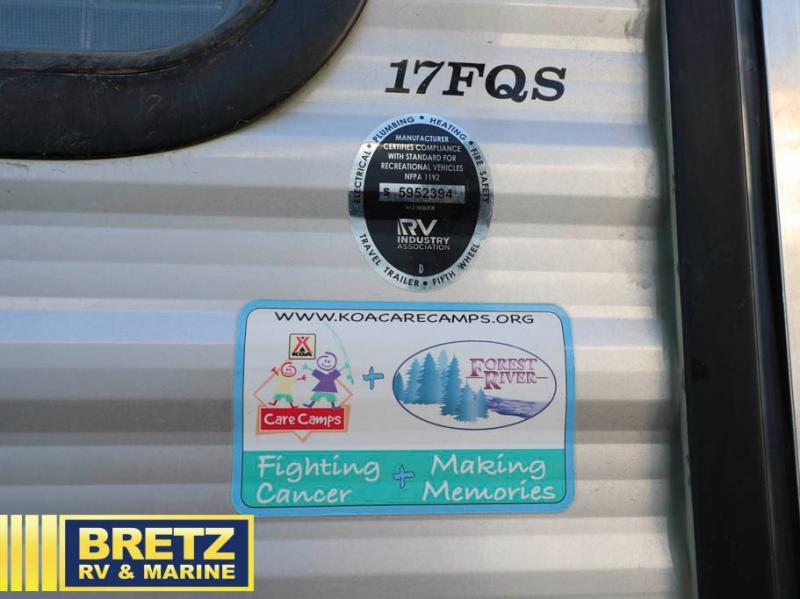 17FQS
ELECTRICAL • PLUMBING • HEATING • FIRE SAFETY
MANUFACTURER
CERTIFIES COMPLIANCE
WITH STANDARD FOR
RECREATIONAL VEHICLES
NFPA 1192
S 5952394
MEMBER
RV
INDUSTRY
ASSOCIATION
D
TRAVEL TRAILER • FIFTH WHEEL
WWW.KOACARECAMPS.ORG
KOA
Care Camps
+
FOREST
RIVER
Fighting + Making
Cancer Memories
BRETZ
RV & MARINE